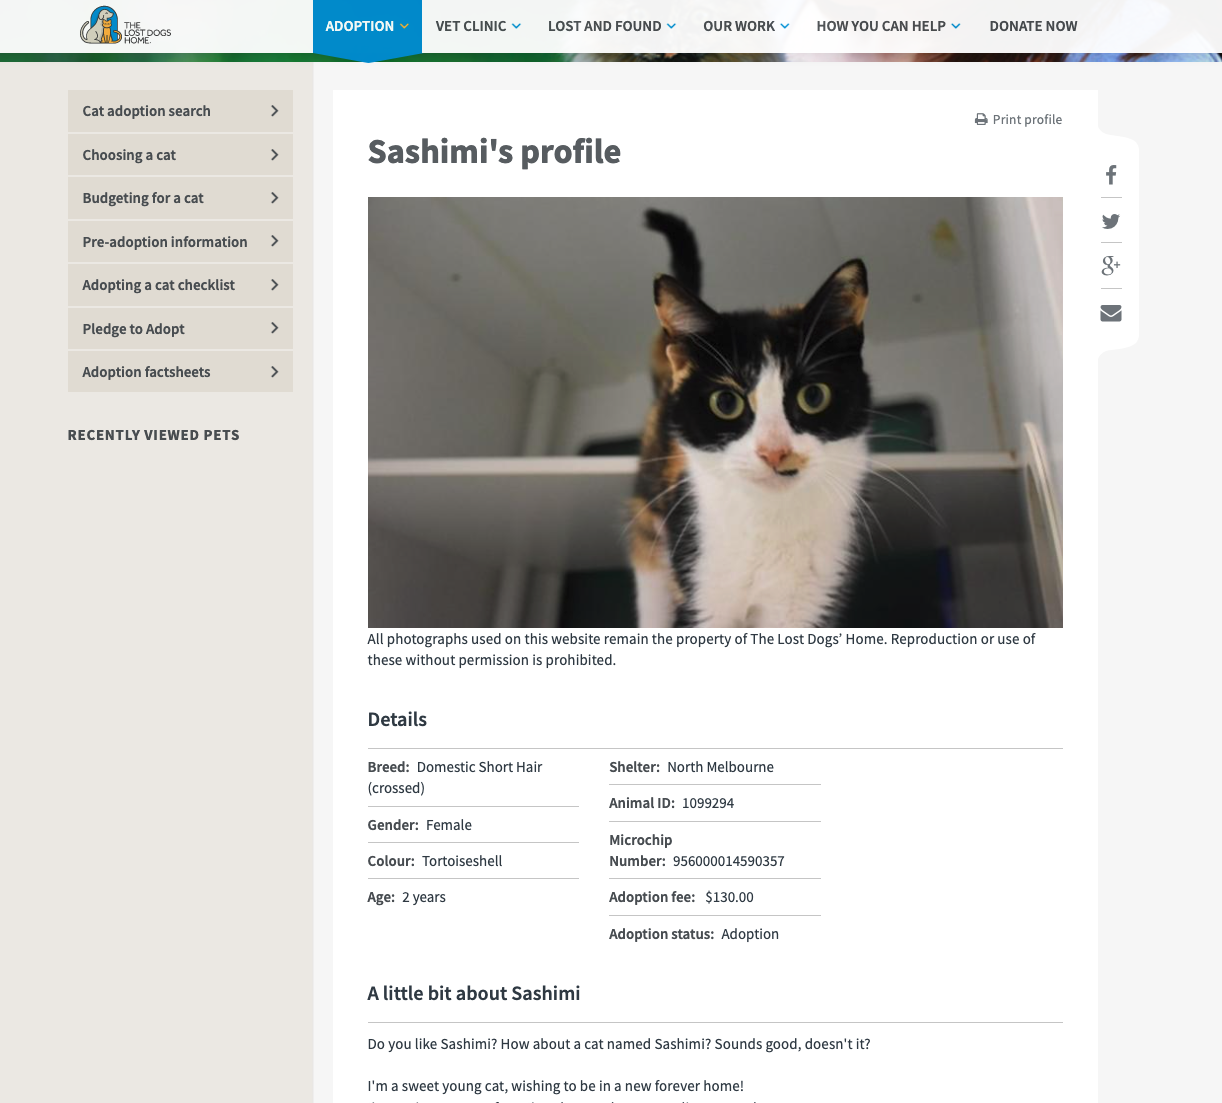 THE
LOST DOGS
HOME.
ADOPTION
VET CLINIC
LOST AND FOUND
OUR WORK
HOW YOU CAN HELP
DONATE NOW
Cat adoption search
Choosing a cat
Budgeting for a cat
Pre-adoption information
Adopting a cat checklist
Pledge to Adopt
Adoption factsheets
RECENTLY VIEWED PETS
Print profile
Sashimi's profile
All photographs used on this website remain the property of The Lost Dogs’ Home. Reproduction or use of
these without permission is prohibited.
Details
Breed: Domestic Short Hair
(crossed)
Gender: Female
Colour: Tortoiseshell
Age: 2 years
Shelter: North Melbourne
Animal ID: 1099294
Microchip
Number: 956000014590357
Adoption fee: $130.00
Adoption status: Adoption
A little bit about Sashimi
Do you like Sashimi? How about a cat named Sashimi? Sounds good, doesn't it?
I'm a sweet young cat, wishing to be in a new forever home!